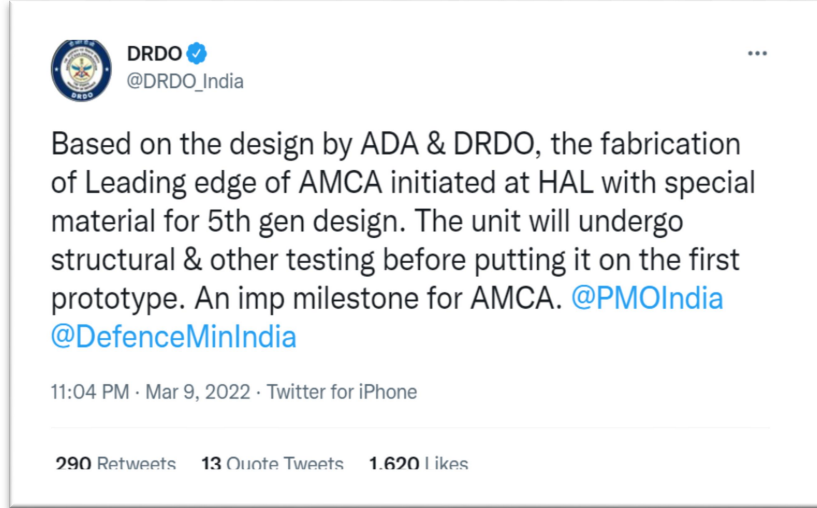 DRDO
@DRDO_India
...
Based on the design by ADA & DRDO, the fabrication
of Leading edge of AMCA initiated at HAL with special
material for 5th gen design. The unit will undergo
structural & other testing before putting it on the first
prototype. An imp milestone for AMCA. @PMOIndia
@DefenceMinIndia
11:04 PM · Mar 9, 2022 · Twitter for iPhone
290 Retweets 13 Quote Tweets 1,620 Likes